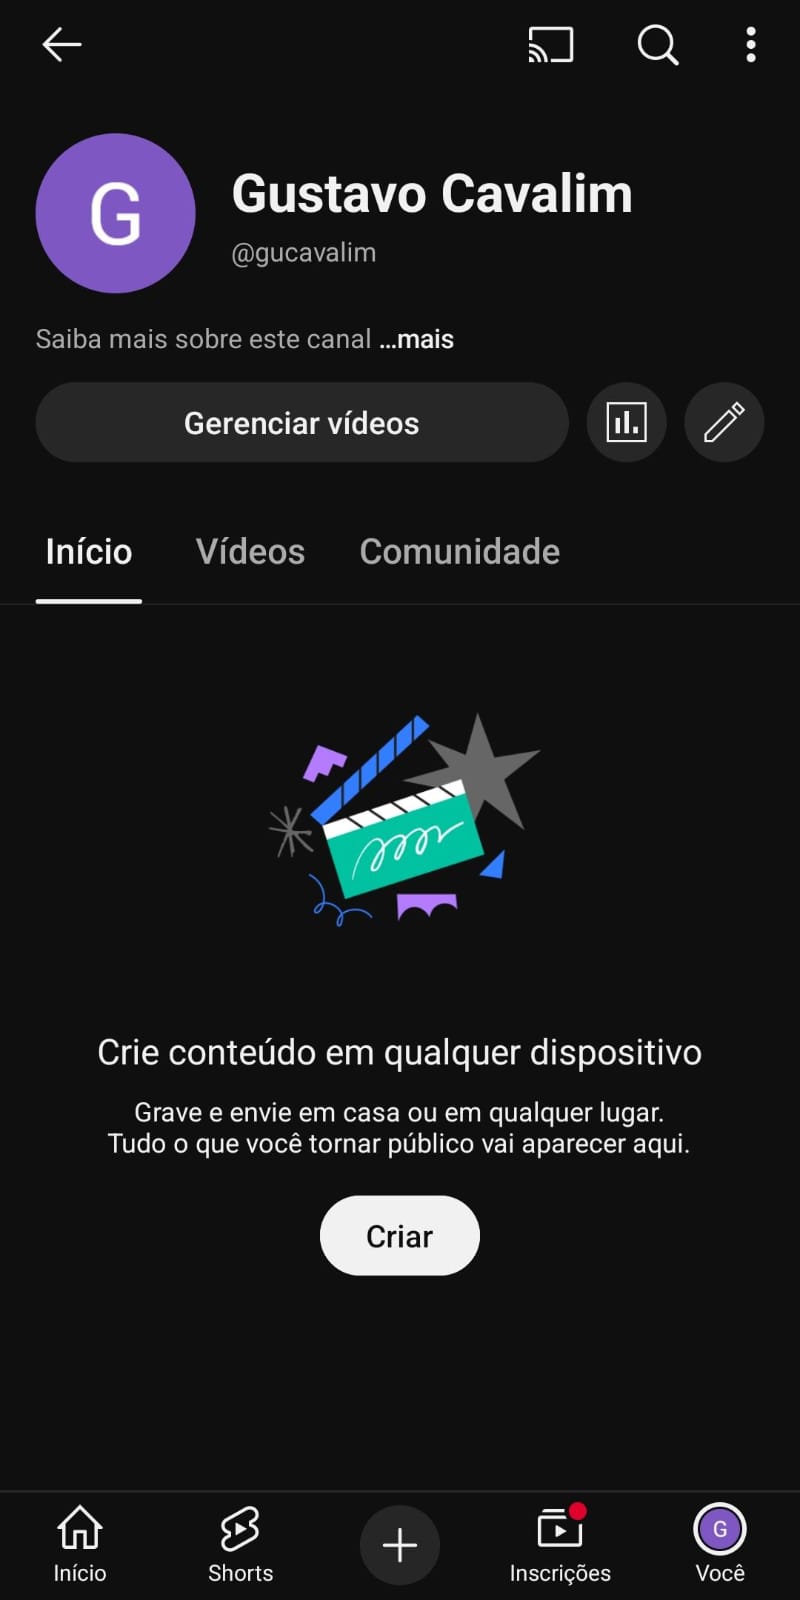 G
Gustavo Cavalim
@gucavalim
Saiba mais sobre este canal ...mais
Gerenciar vídeos
Início
Vídeos
Comunidade
Crie conteúdo em qualquer dispositivo
Grave e envie em casa ou em qualquer lugar.
Tudo o que você tornar público vai aparecer aqui.
Criar
Início
Shorts
Inscrições
G
Você